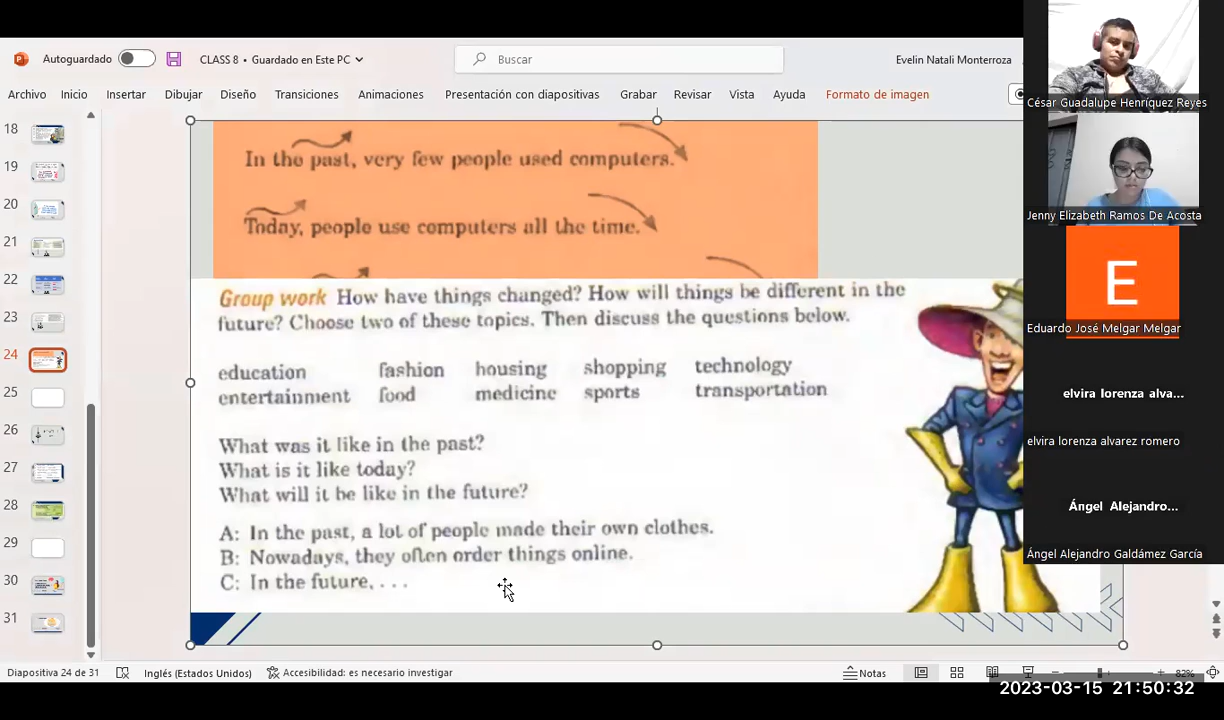 Autoguardado
CLASS 8 • Guardado en Este PC
Buscar
Evelin Natali Monterroza
Archivo Inicio Insertar Dibujar Diseño Transiciones Animaciones Presentación con diapositivas Grabar Revisar Vista Ayuda Formato de imagen
18
19
20
21
22
23
24
25
26
27
28
29
30
31
In the past, very few people used computers.
Today, people use computers all the time.
Group work How have things changed? How will things be different in the
future? Choose two of these topics. Then discuss the questions below.
education fashion housing shopping technology
entertainment food medicine sports transportation
What was it like in the past?
What is it like today?
What will it be like in the future?
A: In the past, a lot of people made their own clothes.
B: Nowadays, they often order things online.
C: In the future, . . .
César Guadalupe Henríquez Reyes
Jenny Elizabeth Ramos De Acosta
E
Eduardo José Melgar Melgar
elvira lorenza alva...
elvira lorenza alvarez romero
Ángel Alejandro...
Ángel Alejandro Galdámez García
Diapositiva 24 de 31
Inglés (Estados Unidos)
Accesibilidad: es necesario investigar
Notas
82%
2023-03-15 21:50:32